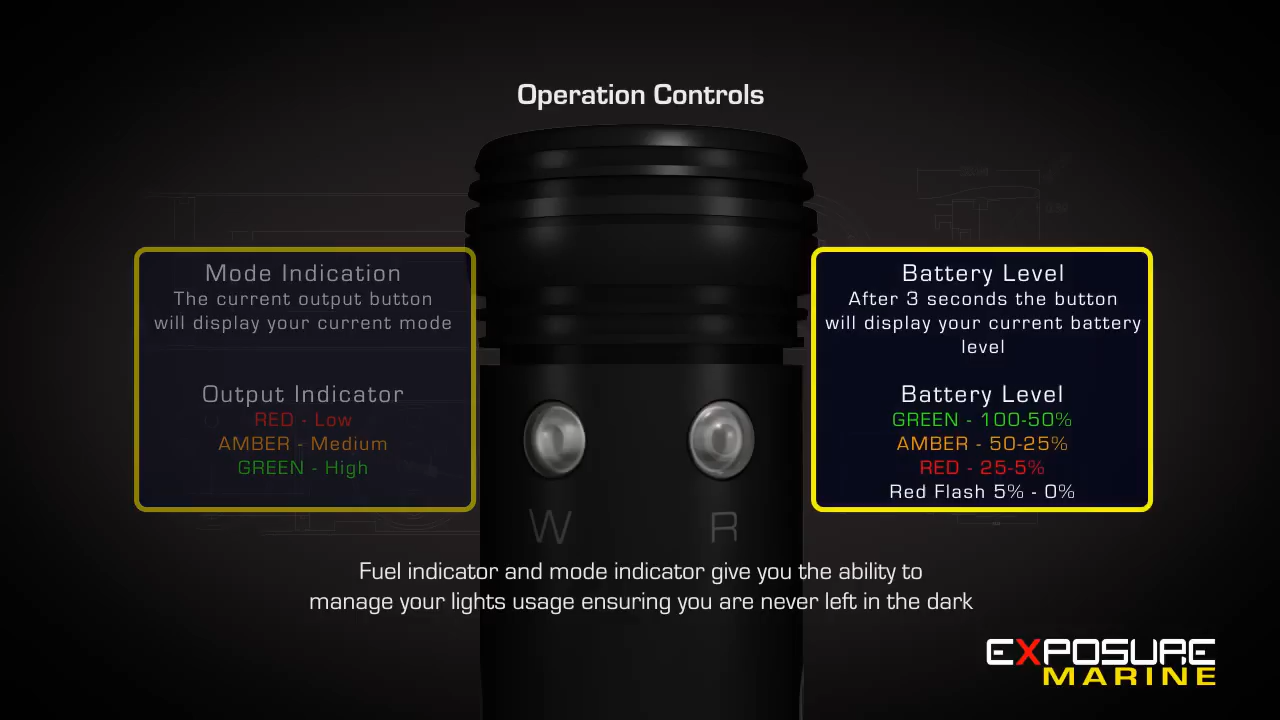 Operation Controls
Mode Indication
The current output button
will display your current mode
Output Indicator
RED - Low
AMBER - Medium
GREEN - High
Battery Level
After 3 seconds the button
will display your current battery
level
Battery Level
GREEN - 100-50%
AMBER - 50-25%
RED - 25-5%
Red Flash 5% - 0%
W R
Fuel indicator and mode indicator give you the ability to
manage your lights usage ensuring you are never left in the dark
EXPOSURE
MARINE